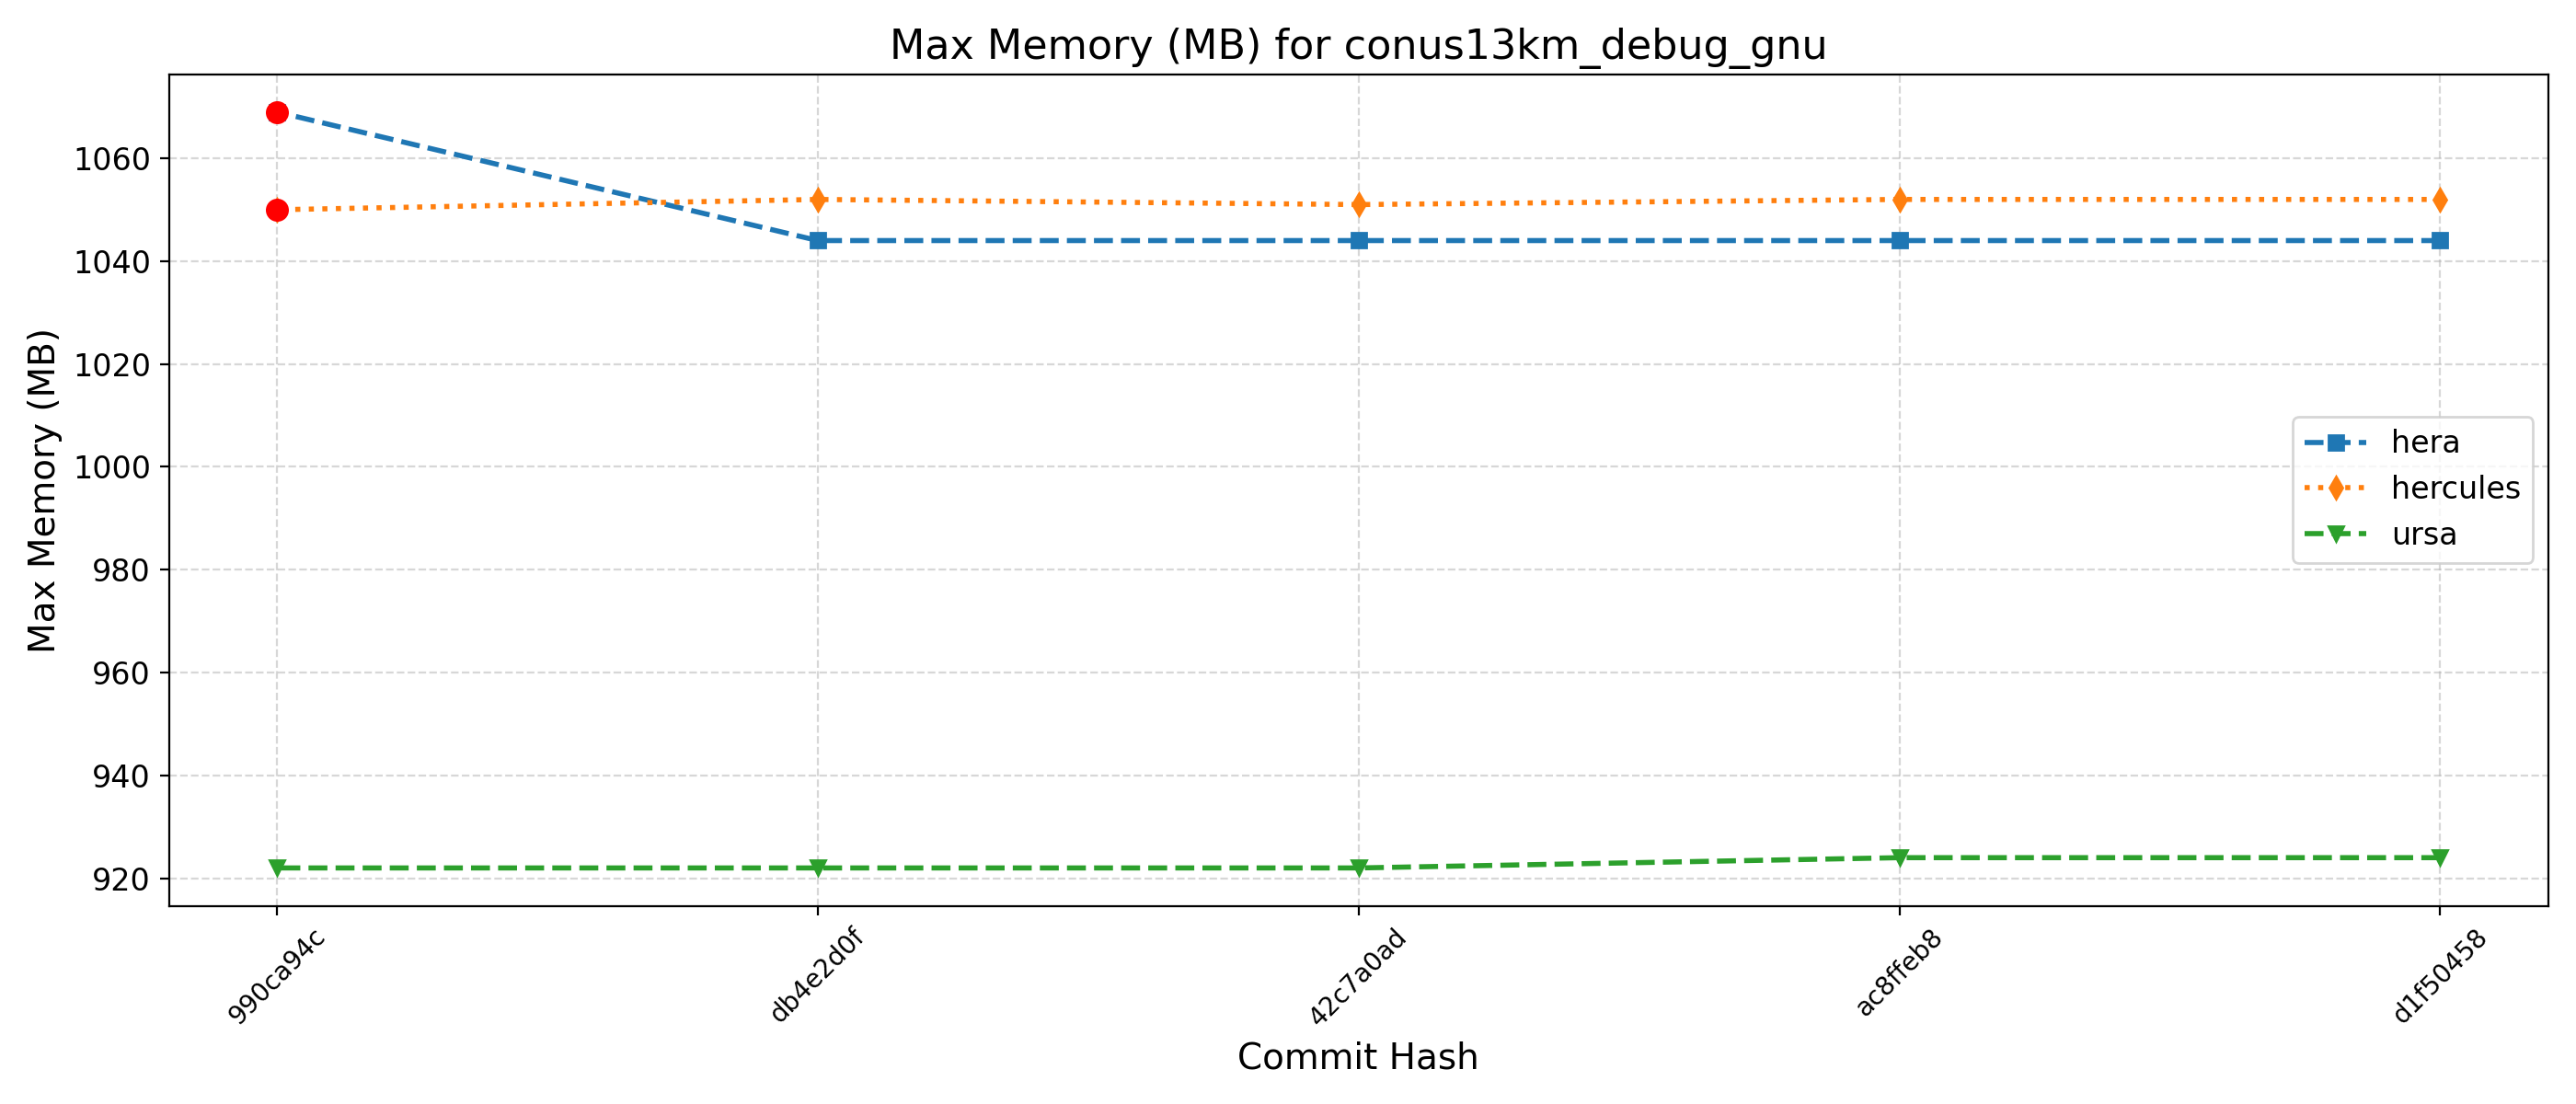 Max Memory (MB) for conus13km_debug_gnu
Max Memory (MB)
1060
1040
1020
1000
980
960
940
920
hera
hercules
ursa
990ca94c
db4e2d0f
42c7a0ad
ac8ffeb8
d1f50458
Commit Hash